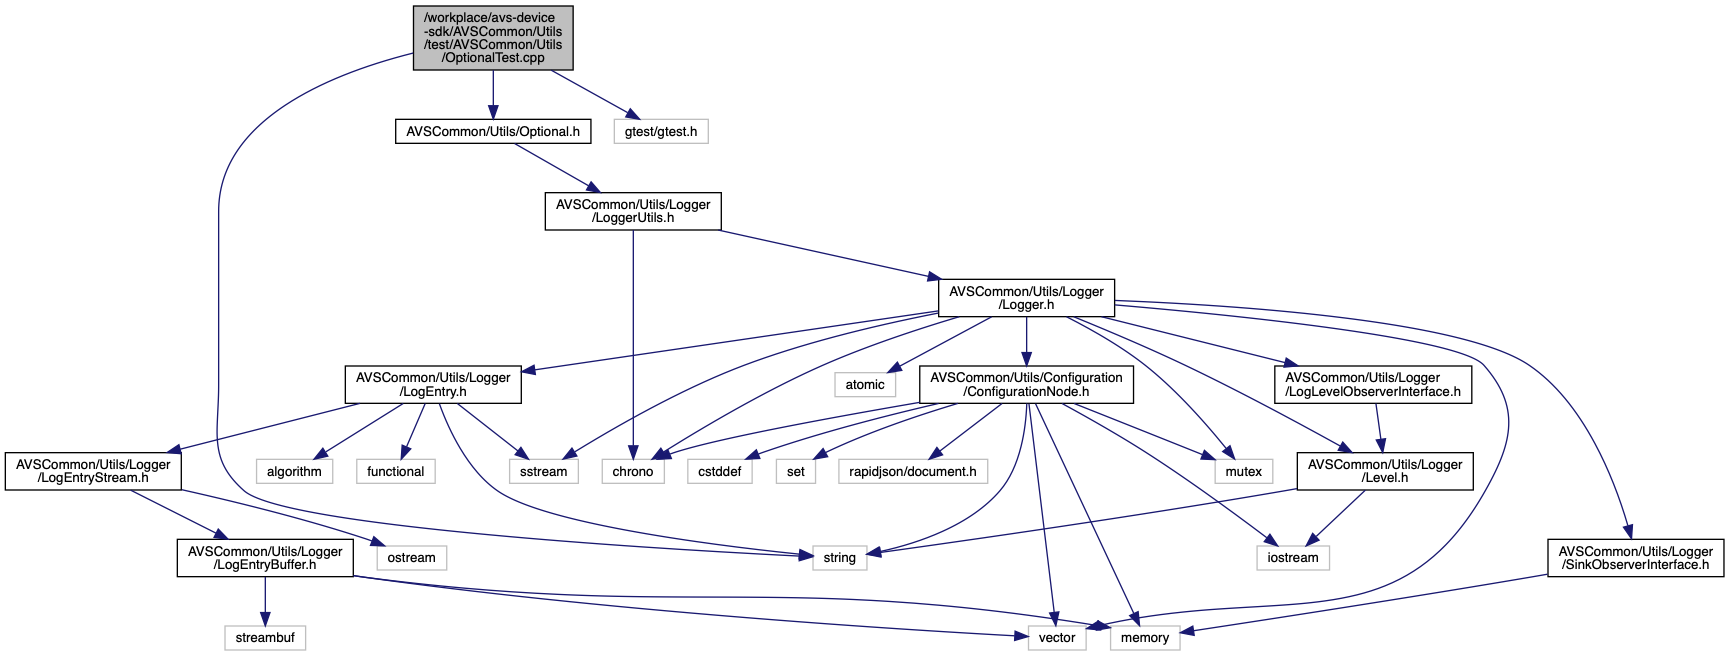 /workplace/avs-device
-sdk/AVSCommon/Utils
/test/AVSCommon/Utils
/OptionalTest.cpp
AVSCommon/Utils/Optional.h
gtest/gtest.h
AVSCommon/Utils/Logger
/LoggerUtils.h
AVSCommon/Utils/Logger
/Logger.h
AVSCommon/Utils/Logger
/LogEntry.h
atomic
AVSCommon/Utils/Configuration
/ConfigurationNode.h
AVSCommon/Utils/Logger
/LogLevelObserverInterface.h
AVSCommon/Utils/Logger
/LogEntryStream.h
algorithm
functional
sstream
chrono
cstddef
set
rapidjson/document.h
mutex
AVSCommon/Utils/Logger
/Level.h
AVSCommon/Utils/Logger
/LogEntryBuffer.h
ostream
string
iostream
AVSCommon/Utils/Logger
/SinkObserverInterface.h
streambuf
vector
memory